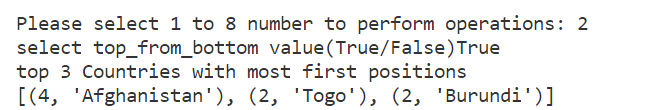 Please select 1 to 8 number to perform operations: 2
select top_from_bottom value(True/False)True
top 3 Countries with most first positions
[(4, 'Afghanistan'), (2, 'Togo'), (2, 'Burundi')]